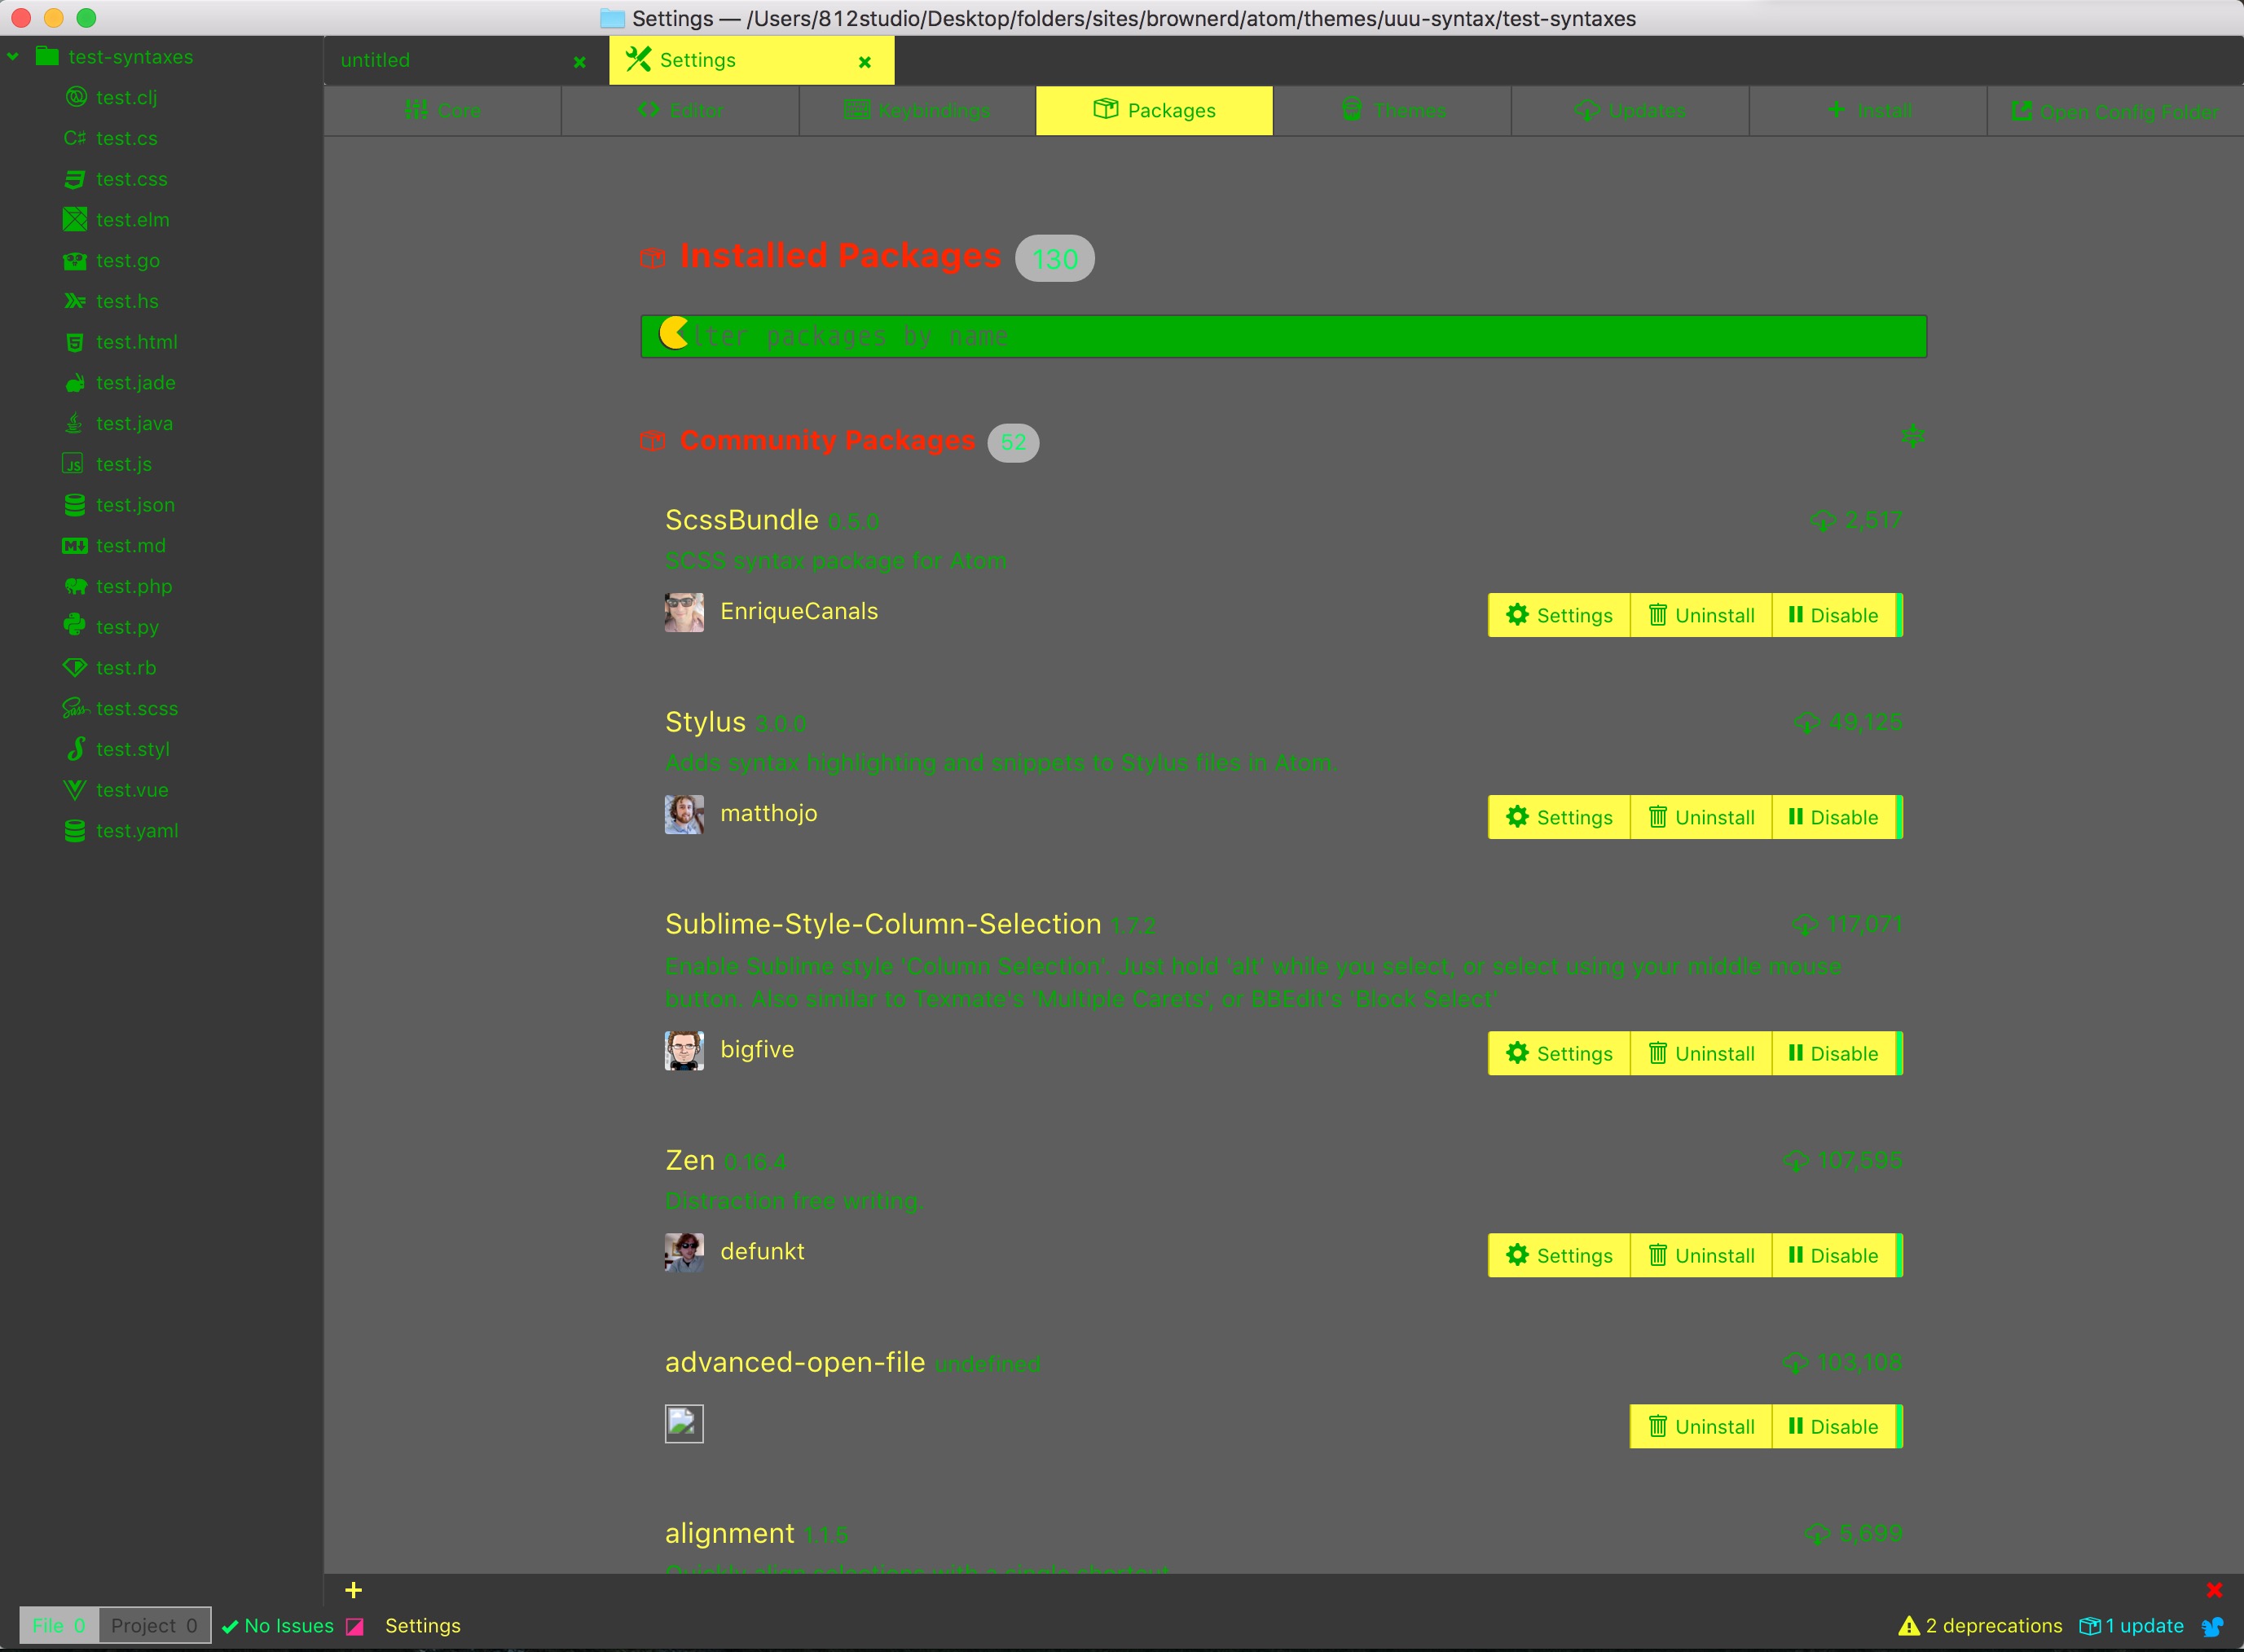 Settings — /Users/812studio/Desktop/folders/sites/brownerd/atom/themes/uuu-syntax/test-syntaxes
test-syntaxes
test.clj
C# test.cs
test.css
test.elm
test.go
test.hs
test.html
test.jade
test.java
JS test.js
test.json
M test.md
test.php
test.py
test.rb
Sass test.scss
test.styl
test.vue
test.yaml
untitled
Settings
Core Editor Keybindings Packages Themes Updates Install Open Config Folder
Installed Packages 130
lter packages by name
Community Packages 52
ScssBundle 0.5.0 2,517
SCSS syntax package for Atom
EnriqueCanals Settings Uninstall Disable
Stylus 3.0.0 49,125
Adds syntax highlighting and snippets to Stylus files in Atom.
matthojo Settings Uninstall Disable
Sublime-Style-Column-Selection 1.7.2 117,071
Enable Sublime style 'Column Selection'. Just hold 'alt' while you select, or select using your middle mouse
button. Also similar to Texmate's 'Multiple Carets', or BBEdit's 'Block Select'
bigfive Settings Uninstall Disable
Zen 0.16.4 107,595
Distraction free writing.
defunkt Settings Uninstall Disable
advanced-open-file undefined 103,108
Uninstall Disable
alignment 1.1.5 5,699
Quickly align selections with a single shortcut
File 0 Project 0 No Issues Settings 2 deprecations 1 update